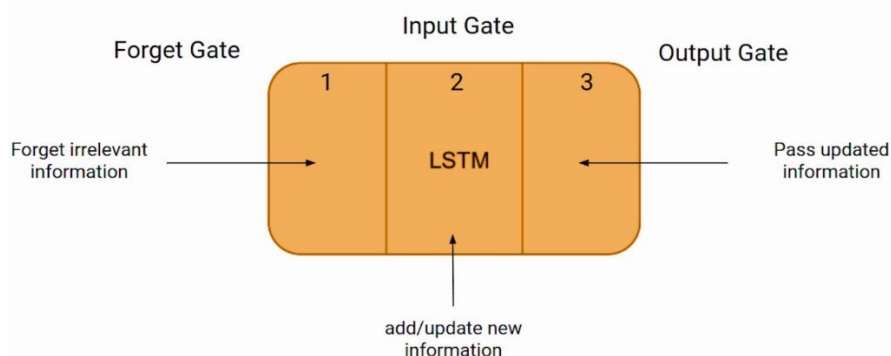 Input Gate
Forget Gate
Output Gate
1
2
3
Forget irrelevant
information
LSTM
Pass updated
information
add/update new
information